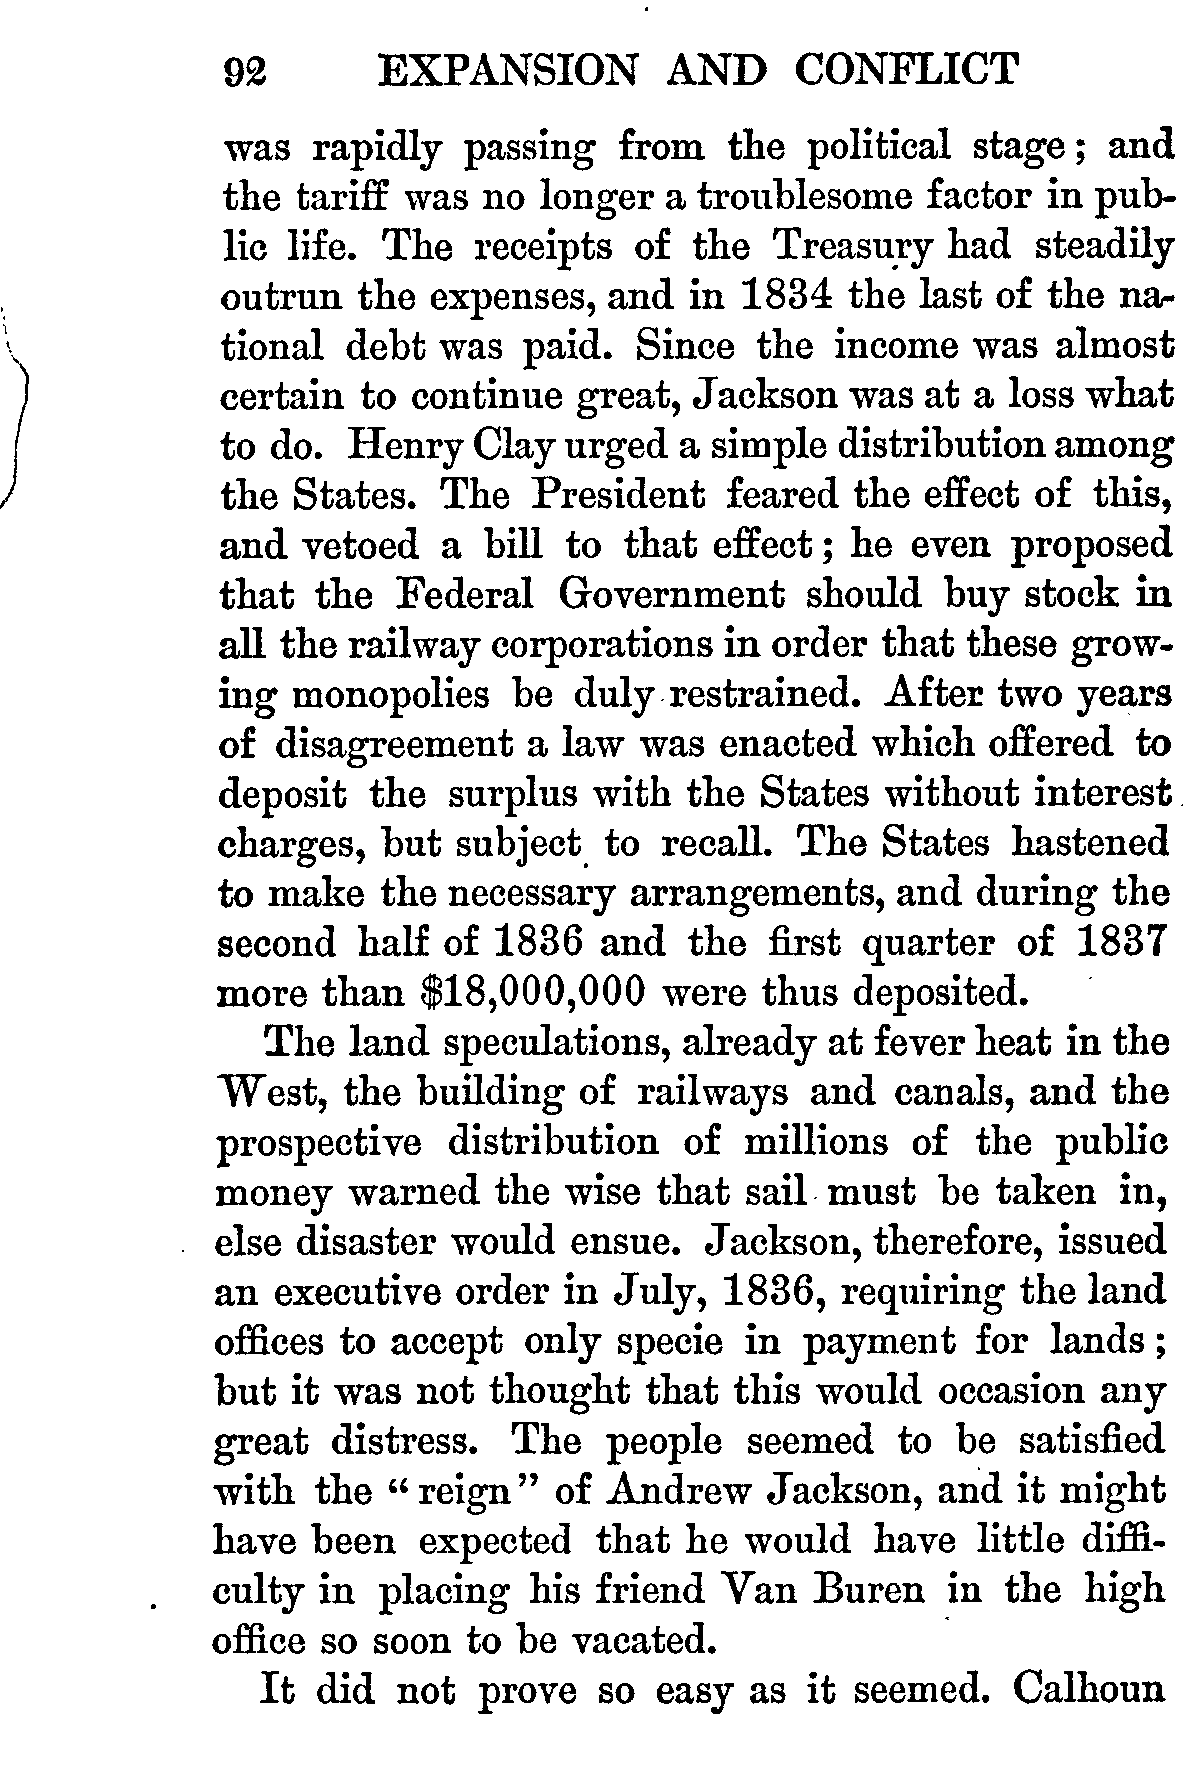 92 EXPANSION AND CONFLICT
was rapidly passing from the political stage; and
the tariff was no longer a troublesome factor in pub-
lic life. The receipts of the Treasury had steadily
outrun the expenses, and in 1834 the last of the na-
tional debt was paid. Since the income was almost
certain to continue great, Jackson was at a loss what
to do. Henry Clay urged a simple distribution among
the States. The President feared the effect of this,
and vetoed a bill to that effect; he even proposed
that the Federal Government should buy stock in
all the railway corporations in order that these grow-
ing monopolies be duly restrained. After two years
of disagreement a law was enacted which offered to
deposit the surplus with the States without interest
charges, but subject to recall. The States hastened
to make the necessary arrangements, and during the
second half of 1836 and the first quarter of 1837
more than $18,000,000 were thus deposited.
The land speculations, already at fever heat in the
West, the building of railways and canals, and the
prospective distribution of millions of the public
money warned the wise that sail must be taken in,
else disaster would ensue. Jackson, therefore, issued
an executive order in July, 1836, requiring the land
offices to accept only specie in payment for lands;
but it was not thought that this would occasion any
great distress. The people seemed to be satisfied
with the "reign" of Andrew Jackson, and it might
have been expected that he would have little diffi-
culty in placing his friend Van Buren in the high
office so soon to be vacated.
It did not prove so easy as it seemed. Calhoun